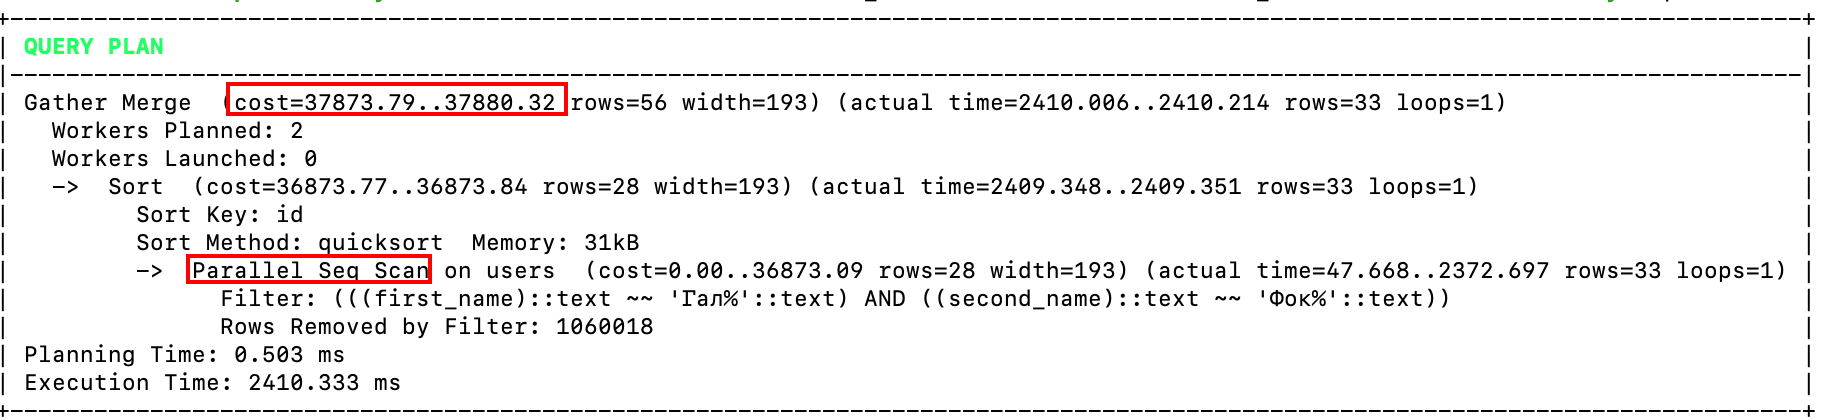 QUERY PLAN
Gather Merge (cost=37873.79..37880.32 rows=56 width=193) (actual time=2410.006..2410.214 rows=33 loops=1)
Workers Planned: 2
Workers Launched: 0
-> Sort (cost=36873.77..36873.84 rows=28 width=193) (actual time=2409.348..2409.351 rows=33 loops=1)
Sort Key: id
Sort Method: quicksort Memory: 31kB
-> Parallel Seq Scan on users (cost=0.00..36873.09 rows=28 width=193) (actual time=47.668..2372.697 rows=33 loops=1)
Filter: (((first_name)::text ~~ 'Гал%'::text) AND ((second_name)::text ~~ 'Фок%'::text))
Rows Removed by Filter: 1060018
Planning Time: 0.503 ms
Execution Time: 2410.333 ms